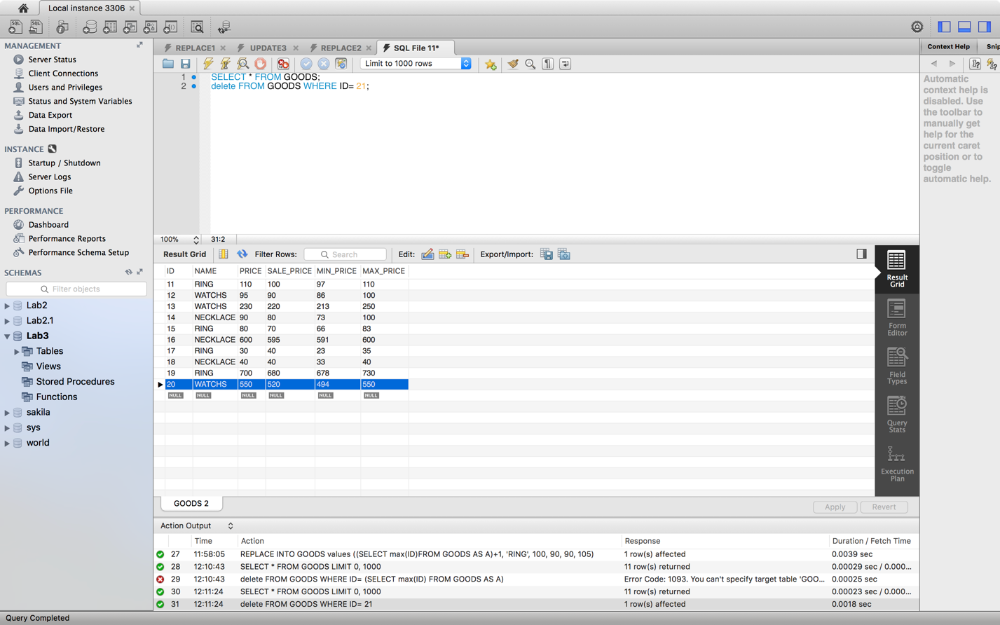 Local instance 3306
MANAGEMENT
Server Status
Client Connections
Users and Privileges
Status and System Variables
Data Export
Data Import/Restore
INSTANCE
Startup / Shutdown
Server Logs
Options File
PERFORMANCE
Dashboard
Performance Reports
Performance Schema Setup
SCHEMAS
Filter objects
Lab2
Lab2.1
Lab3
Tables
Views
Stored Procedures
Functions
sakila
sys
world
REPLACE1 UPDATE3 REPLACE2 SQL File 11*
Limit to 1000 rows
1 SELECT * FROM GOODS;
2 delete FROM GOODS WHERE ID= 21;
100% 31:2
Result Grid Filter Rows: Search Edit: Export/Import:
ID NAME PRICE SALE_PRICE MIN_PRICE MAX_PRICE
11 RING 110 100 97 110
12 WATCHS 95 90 86 100
13 WATCHS 230 220 213 250
14 NECKLACE 90 80 73 100
15 RING 80 70 66 83
16 NECKLACE 600 595 591 600
17 RING 30 40 23 35
18 NECKLACE 40 40 33 40
19 RING 700 680 678 730
20 WATCHS 550 520 494 550
NULL NULL NULL NULL NULL NULL
Result
Grid
Form
Editor
Field
Types
Query
Stats
Execution
Plan
GOODS 2
Apply Revert
Action Output
Time Action Response Duration / Fetch Time
27 11:58:05 REPLACE INTO GOODS values ((SELECT max(ID)FROM GOODS AS A)+1, 'RING', 100, 90, 90, 105) 1 row(s) affected 0.0039 sec
28 12:10:43 SELECT * FROM GOODS LIMIT 0, 1000 11 row(s) returned 0.00029 sec / 0.000...
29 12:10:43 delete FROM GOODS WHERE ID= (SELECT max(ID) FROM GOODS AS A) Error Code: 1093. You can't specify target table 'GOO... 0.00025 sec
30 12:11:24 SELECT * FROM GOODS LIMIT 0, 1000 11 row(s) returned 0.00023 sec / 0.000...
31 12:11:24 delete FROM GOODS WHERE ID= 21 1 row(s) affected 0.0018 sec
Context Help Snip
Automatic
context help is
disabled. Use
the toolbar to
manually get
help for the
current caret
position or to
toggle
automatic help.
Query Completed